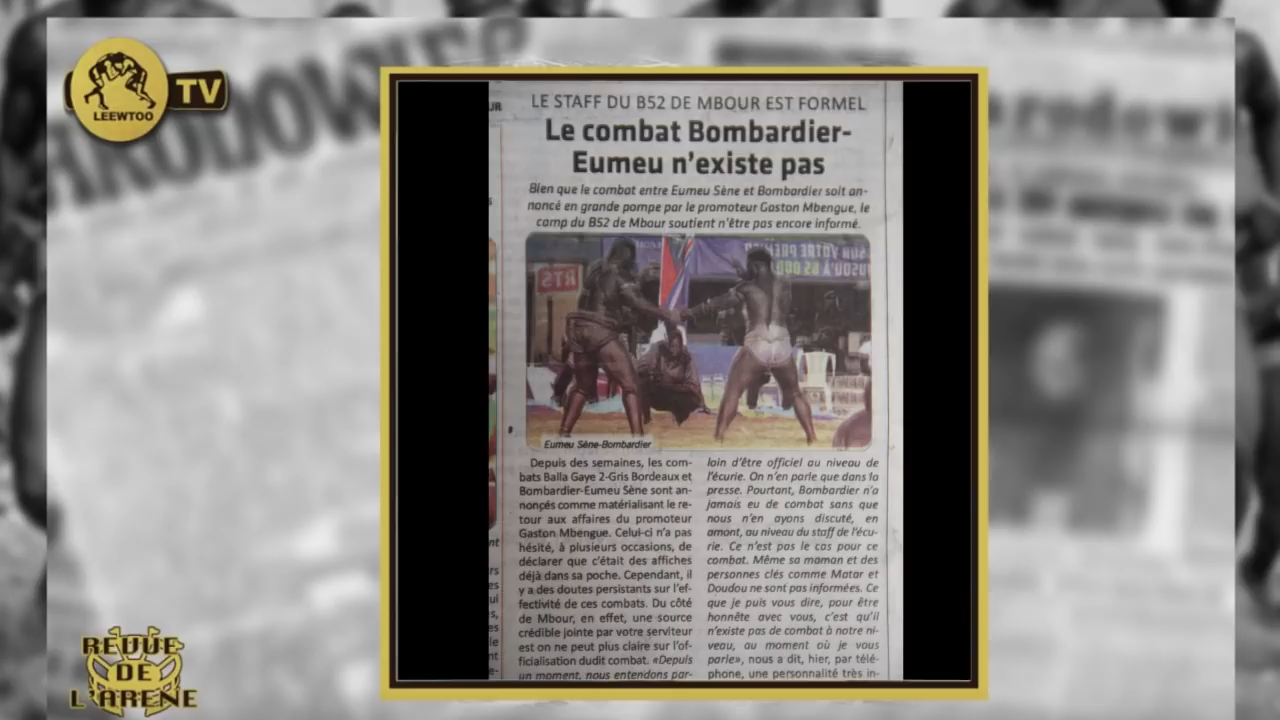 LEEWTOO
TV
LE STAFF DU B52 DE MBOUR EST FORMEL
Le combat Bombardier-
Eumeu n'existe pas
Bien que le combat entre Eumeu Sène et Bombardier soit an-
noncé en grande pompe par le promoteur Gaston Mbengue, le
camp du B52 de Mbour soutient n'être pas encore informé.
RTS
SUR VOTRE PREMIER
JUSQU'À 65 000
Eumeu Sène-Bombardier
Depuis des semaines, les com-
bats Balla Gaye 2-Gris Bordeaux et
Bombardier-Eumeu Sène sont an-
noncés comme matérialisant le re-
tour aux affaires du promoteur
Gaston Mbengue. Celui-ci n'a pas
hésité, à plusieurs occasions, de
déclarer que c'était des affiches
déjà dans sa poche. Cependant, il
y a des doutes persistants sur l'ef-
fectivité de ces combats. Du côté
de Mbour, en effet, une source
crédible jointe par votre serviteur
est on ne peut plus claire sur l'of-
ficialisation dudit combat. «Depuis
un moment, nous entendons par-
loin d'être officiel au niveau de
l'écurie. On n'en parle que dans la
presse. Pourtant, Bombardier n'a
jamais eu de combat sans que
nous n'en ayons discuté, en
amont, au niveau du staff de l'écu-
rie. Ce n'est pas le cas pour ce
combat. Même sa maman et des
personnes clés comme Matar et
Doudou ne sont pas informées. Ce
que je puis vous dire, pour être
honnête avec vous, c'est qu'il
n'existe pas de combat à notre ni-
veau, au moment où je vous
parle», nous a dit, hier, par télé-
phone, une personnalité très in-
REVUE
DE
L'ARENE